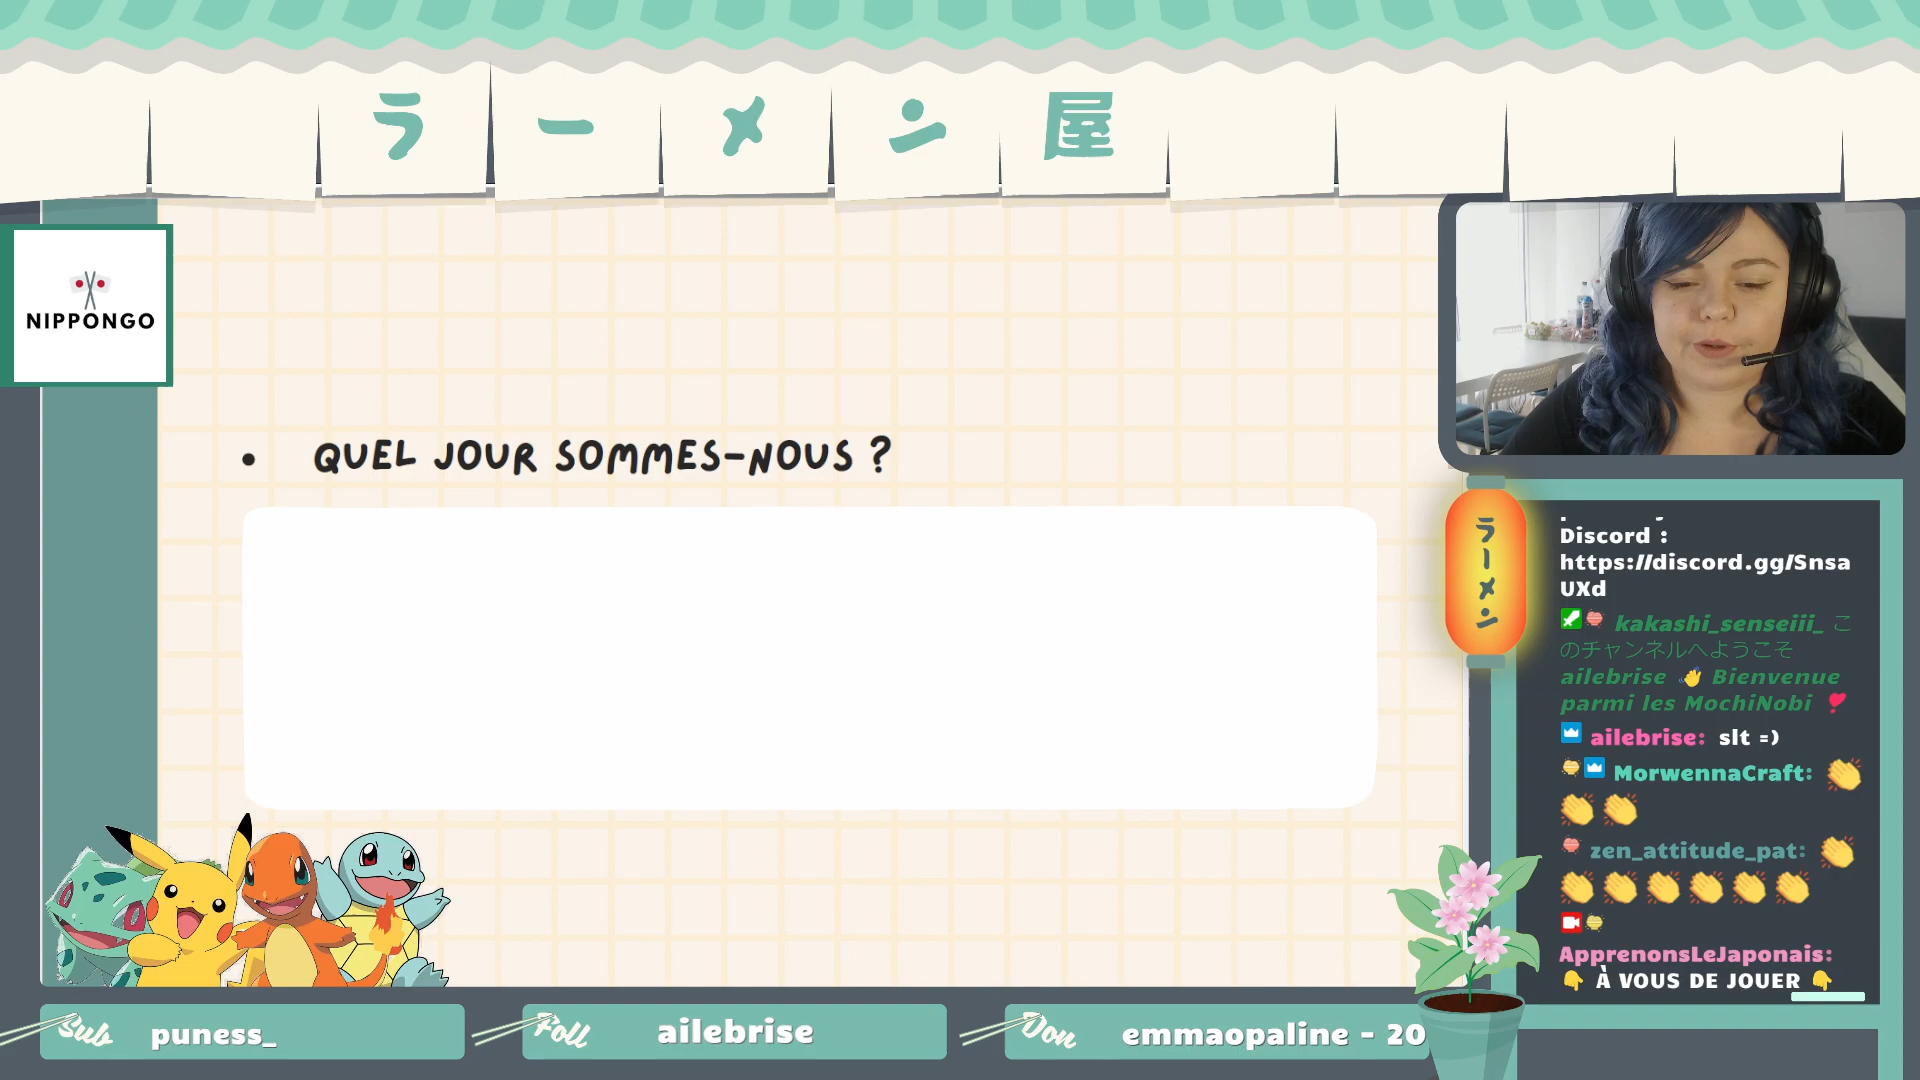 ラーメン屋
NIPPONGO
• QUEL JOUR SOMMES-NOUS ?
ラーメン
Discord :
https://discord.gg/Snsa
UXd
kakashi_senseiii_ こ
のチャンネルへようこそ
ailebrise 👋 Bienvenue
parmi les MochiNobi ❣
ailebrise: slt =)
MorwennaCraft: 👏
👏 👏
zen_attitude_pat: 👏
👏 👏 👏 👏 👏 👏
ApprenonsLeJaponais:
👇 À VOUS DE JOUER 👇
Sub puness_
Foll ailebrise
Don emmaopaline - 20